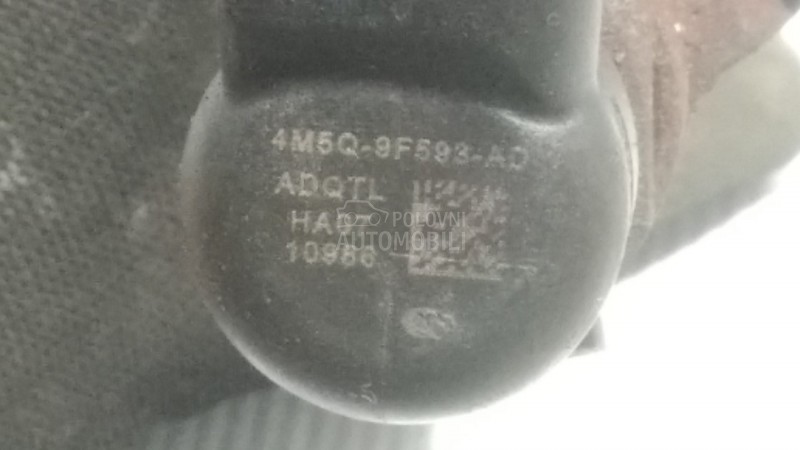 4M5Q-9F593-AD
ADQTL
POLOVNI
AUTOMOBILI
10986